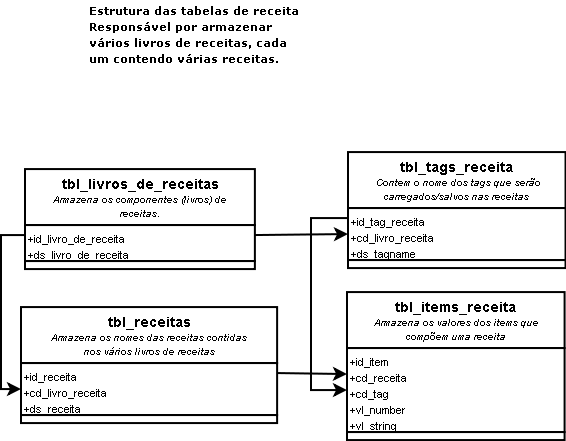 Estrutura das tabelas de receita
Responsável por armazenar
vários livros de receitas, cada
um contendo várias receitas.
tbl_livros_de_receitas
Armazena os componentes (livros) de
receitas.
+id_livro_de_receita
+ds_livro_de_receita
tbl_tags_receita
Contem o nome dos tags que serão
carregados/salvos nas receitas
+id_tag_receita
+cd_livro_receita
+ds_tagname
tbl_receitas
Armazena os nomes das receitas contidas
nos vários livros de receitas
+id_receita
+cd_livro_receita
+ds_receita
tbl_items_receita
Armazena os valores dos items que
compõem uma receita
+id_item
+cd_receita
+cd_tag
+vl_number
+vl_string